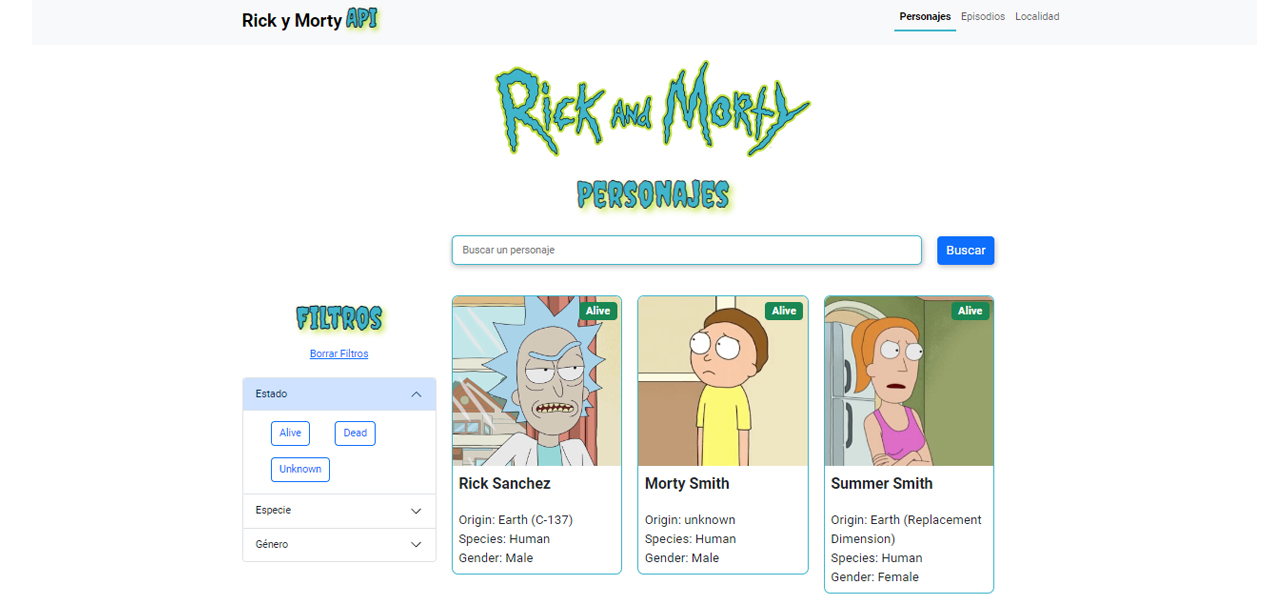 Rick y Morty API
Personajes Episodios Localidad
Rick and Morty
PERSONAJES
Buscar un personaje
Buscar
FILTROS
Borrar Filtros
Estado
Alive Dead
Unknown
Especie
Género
Alive
Rick Sanchez
Origin: Earth (C-137)
Species: Human
Gender: Male
Alive
Morty Smith
Origin: unknown
Species: Human
Gender: Male
Alive
Summer Smith
Origin: Earth (Replacement
Dimension)
Species: Human
Gender: Female